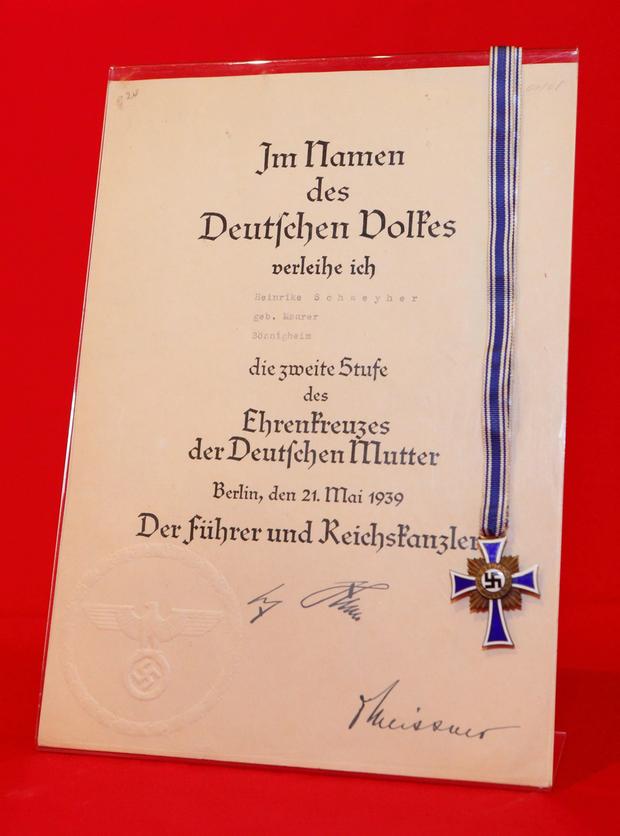 Im Namen
des
Deutſchen Volkes
verleihe ich
Heinrike Schweyher
geb. Maurer
Bönnigheim
die zweite Stufe
des
Ehrenkreuzes
der Deutſchen Mutter
Berlin, den 21. Mai 1939
Der Führer und Reichskanzler
Meissner